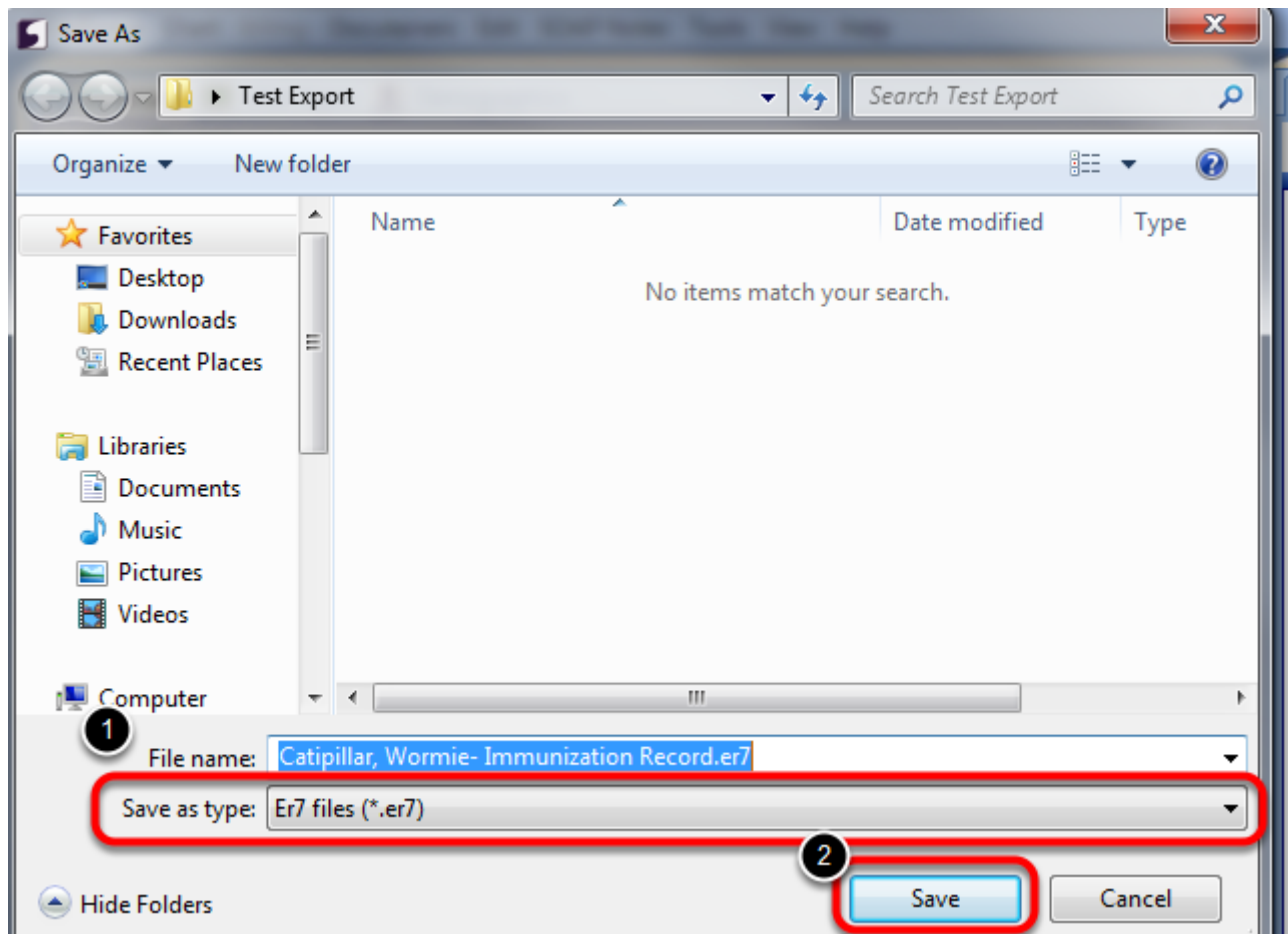 Save As
Test Export
Search Test Export
Organize
New folder
Name
Date modified
Type
Favorites
No items match your search.
Desktop
Downloads
Recent Places
Libraries
Documents
Music
Pictures
Videos
Computer
1
File name: Catipillar, Wormie- Immunization Record.er7
Save as type: Er7 files (*.er7)
2
Hide Folders
Save
Cancel